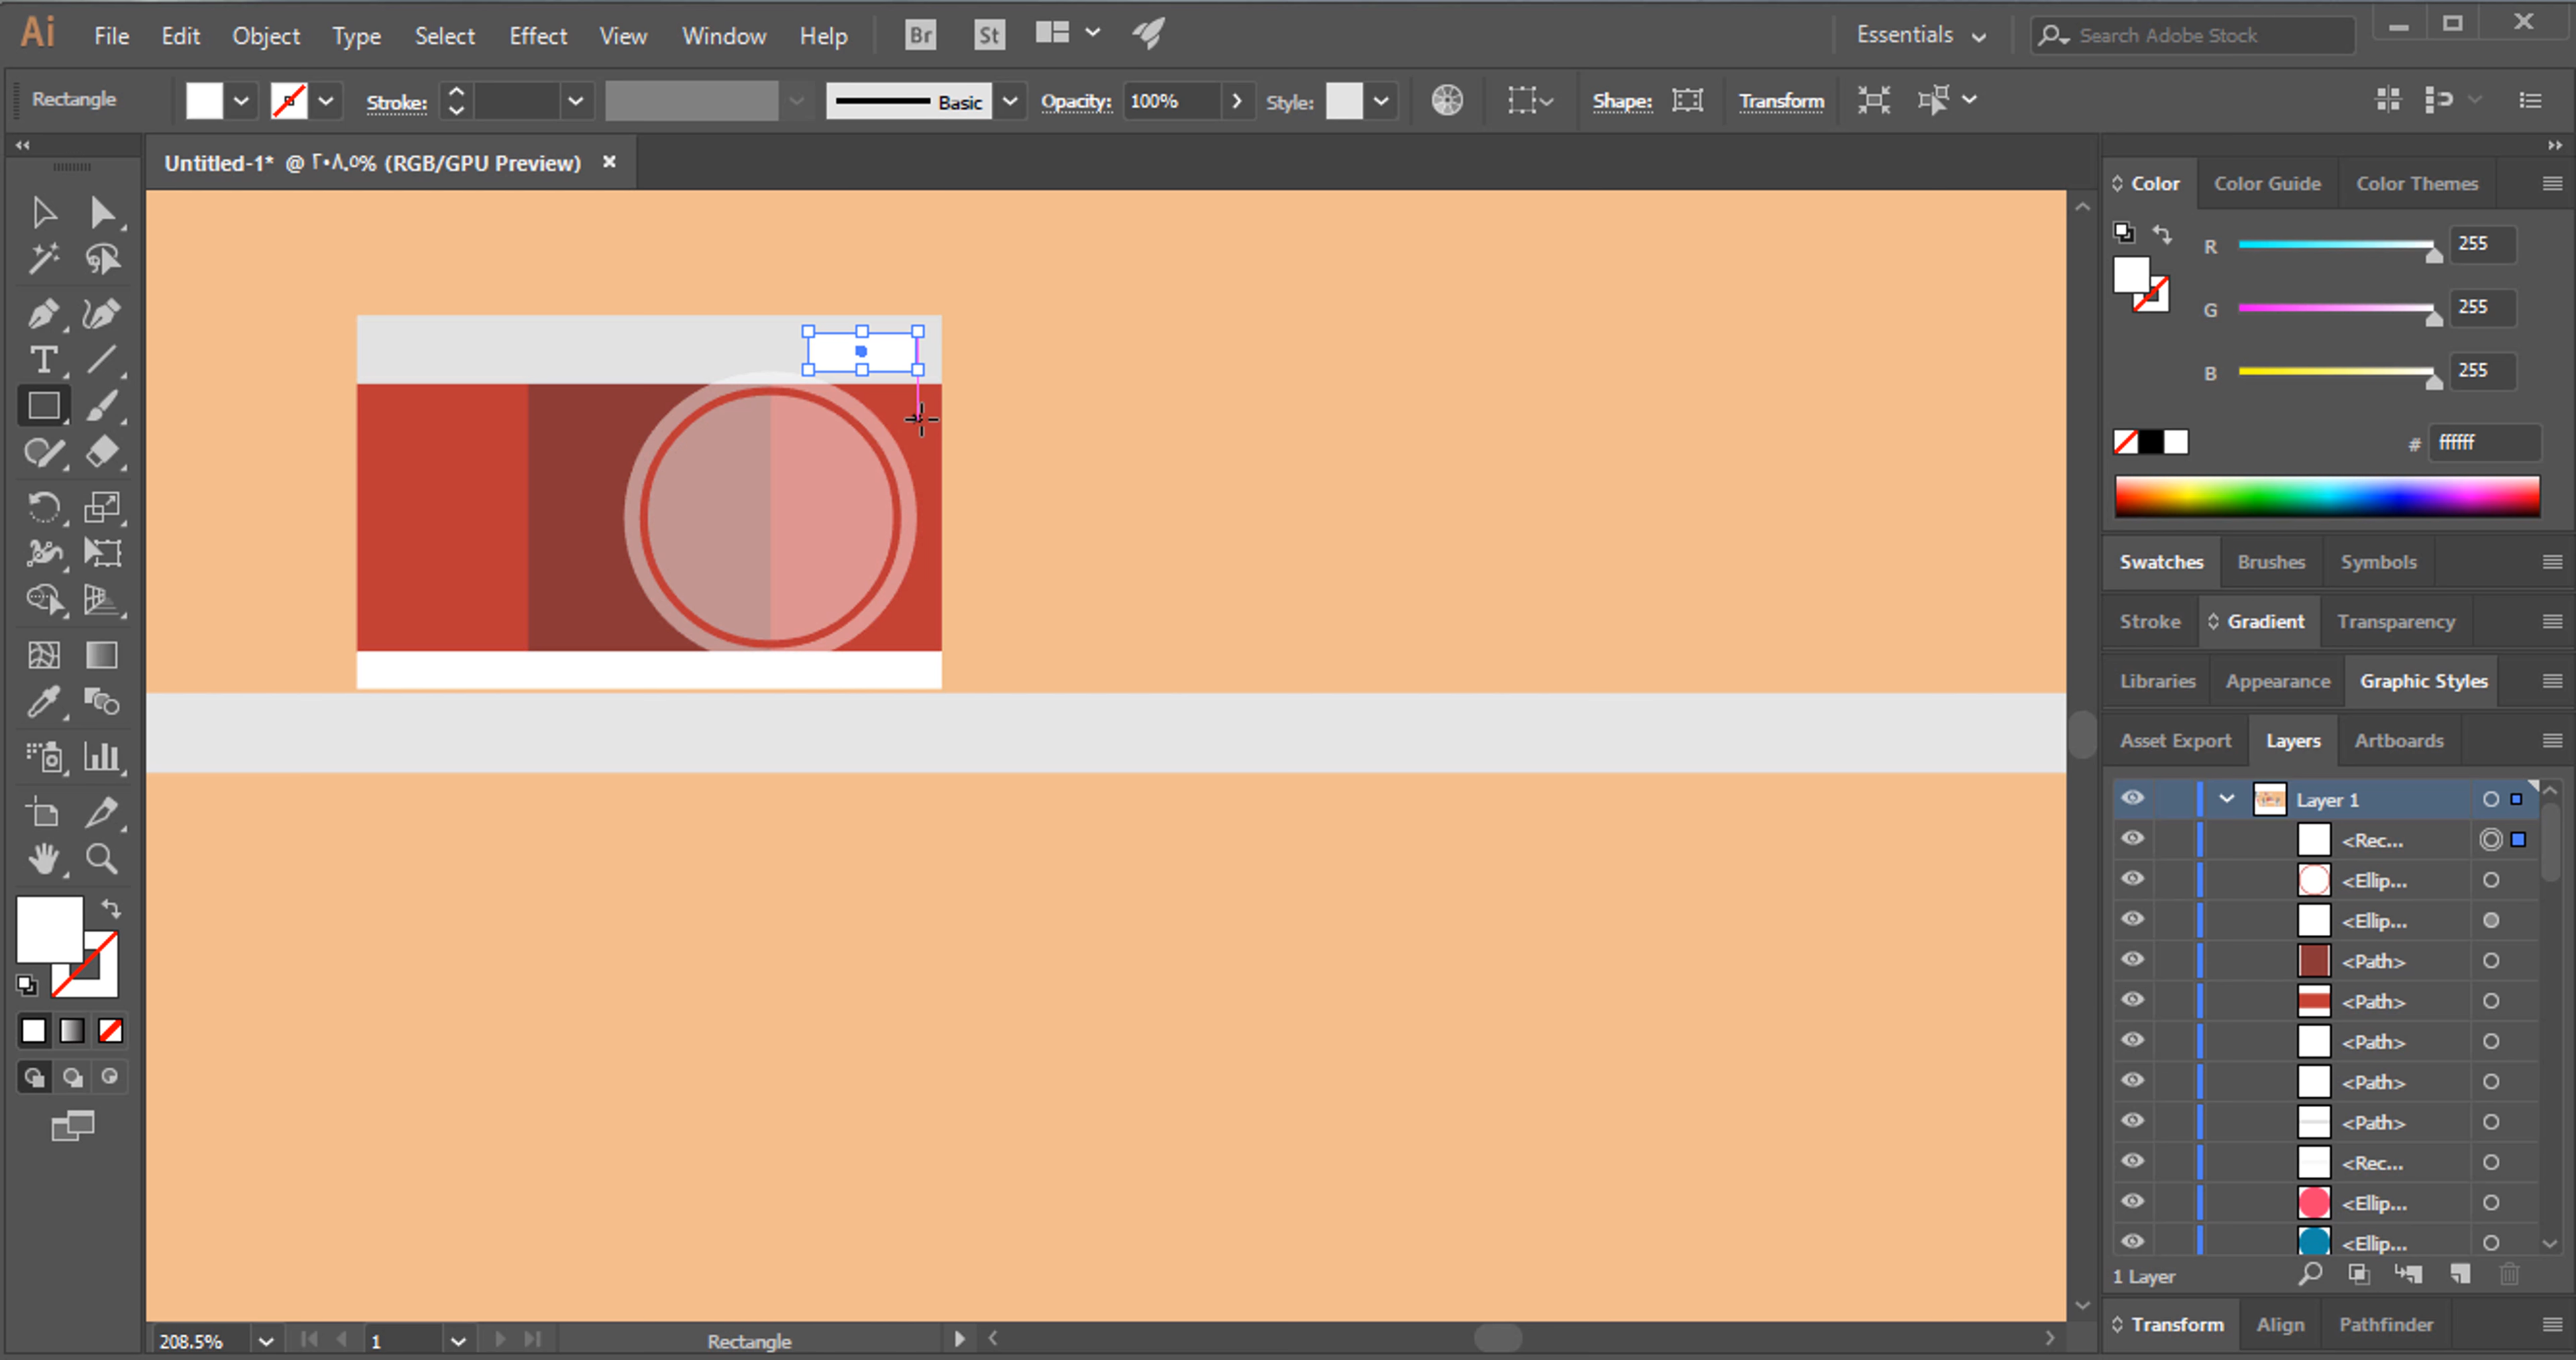 Ai File Edit Object Type Select Effect View Window Help Br St Essentials Search Adobe Stock
Rectangle Stroke: Basic Opacity: 100% Style: Shape: Transform
Untitled-1* @ ٢٠٨.٥% (RGB/GPU Preview)
Color Color Guide Color Themes
R 255
G 255
B 255
# ffffff
Swatches Brushes Symbols
Stroke Gradient Transparency
Libraries Appearance Graphic Styles
Asset Export Layers Artboards
Layer 1
<Rec...
<Ellip...
<Ellip...
<Path>
<Path>
<Path>
<Path>
<Path>
<Rec...
<Ellip...
<Ellip...
1 Layer
Transform Align Pathfinder
208.5% 1 Rectangle